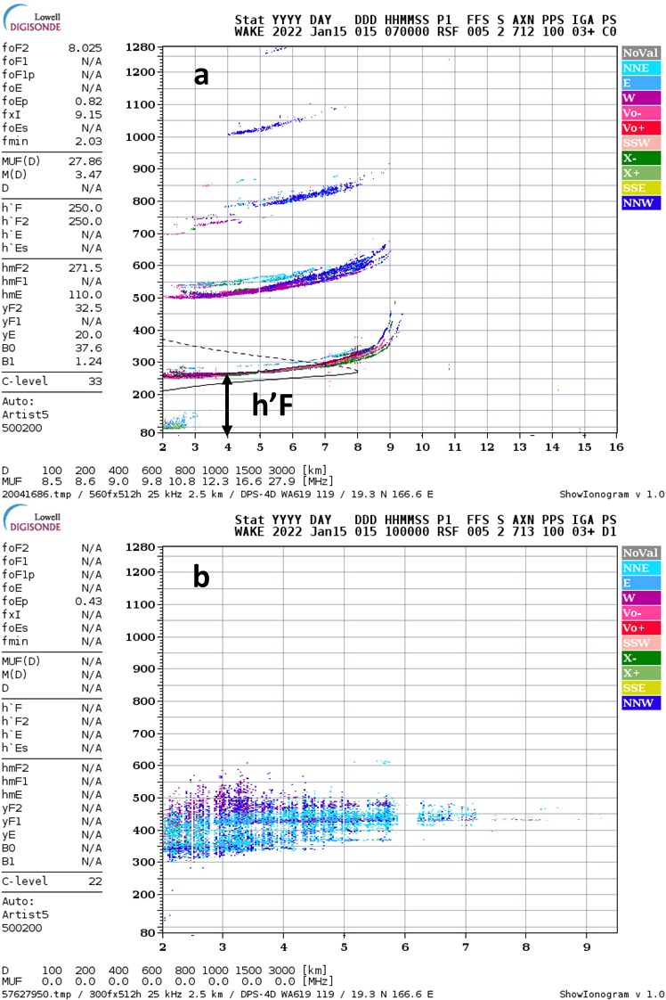 Lowell
DIGISONDE
Stat YYYY DAY DDD HHMMSS P1 FFS S AXN PPS IGA PS
WAKE 2022 Jan15 015 070000 RSF 005 2 712 100 03+ C0
foF2 8.025
foF1 N/A
foF1p N/A
foE N/A
foEp 0.82
fxI 9.15
foEs N/A
fmin 2.03
MUF(D) 27.86
M(D) 3.47
D N/A
h`F 250.0
h`F2 250.0
h`E N/A
h`Es N/A
hmF2 271.5
hmF1 N/A
hmE 110.0
yF2 32.5
yF1 N/A
yE 20.0
B0 37.6
B1 1.24
C-level 33
Auto:
Artist5
500200
a
1280
1200
1100
1000
900
800
700
600
500
400
300
200
80
h’F
2 3 4 5 6 7 8 9 10 11 12 13 14 15 16
NoVal
NNE
E
W
Vo-
Vo+
SSW
X-
X+
SSE
NNW
D 100 200 400 600 800 1000 1500 3000 [km]
MUF 8.5 8.6 9.0 9.8 10.8 12.3 16.6 27.9 [MHz]
20041686.tmp / 560fx512h 25 kHz 2.5 km / DPS-4D WA619 119 / 19.3 N 166.6 E ShowIonogram v 1.0
Lowell
DIGISONDE
Stat YYYY DAY DDD HHMMSS P1 FFS S AXN PPS IGA PS
WAKE 2022 Jan15 015 100000 RSF 005 2 713 100 03+ D1
foF2 N/A
foF1 N/A
foF1p N/A
foE N/A
foEp 0.43
fxI N/A
foEs N/A
fmin N/A
MUF(D) N/A
M(D) N/A
D N/A
h`F N/A
h`F2 N/A
h`E N/A
h`Es N/A
hmF2 N/A
hmF1 N/A
hmE N/A
yF2 N/A
yF1 N/A
yE N/A
B0 N/A
B1 N/A
C-level 22
Auto:
Artist5
500200
b
1280
1200
1100
1000
900
800
700
600
500
400
300
200
80
2 3 4 5 6 7 8 9
NoVal
NNE
E
W
Vo-
Vo+
SSW
X-
X+
SSE
NNW
D 100 200 400 600 800 1000 1500 3000 [km]
MUF 0.0 0.0 0.0 0.0 0.0 0.0 0.0 0.0 [MHz]
57627950.tmp / 300fx512h 25 kHz 2.5 km / DPS-4D WA619 119 / 19.3 N 166.6 E ShowIonogram v 1.0